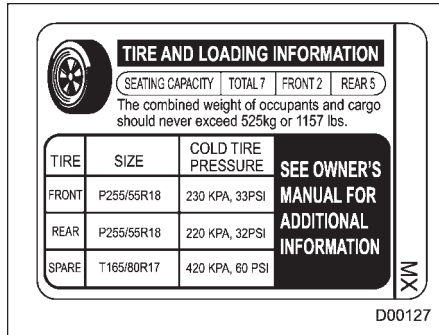 TIRE AND LOADING INFORMATION
SEATING CAPACITY TOTAL 7 FRONT 2 REAR 5
The combined weight of occupants and cargo
should never exceed 525kg or 1157 lbs.
TIRE SIZE COLD TIRE PRESSURE
FRONT P255/55R18 230 KPA, 33PSI
REAR P255/55R18 220 KPA, 32PSI
SPARE T165/80R17 420 KPA, 60 PSI
SEE OWNER'S
MANUAL FOR
ADDITIONAL
INFORMATION
MX
D00127